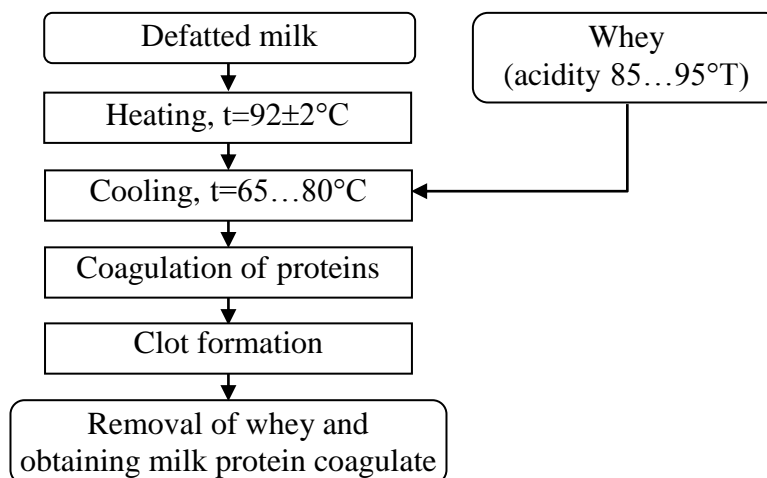 Defatted milk
Whey
(acidity 85…95°T)
Heating, t=92±2°C
Cooling, t=65…80°C
Coagulation of proteins
Clot formation
Removal of whey and
obtaining milk protein coagulate